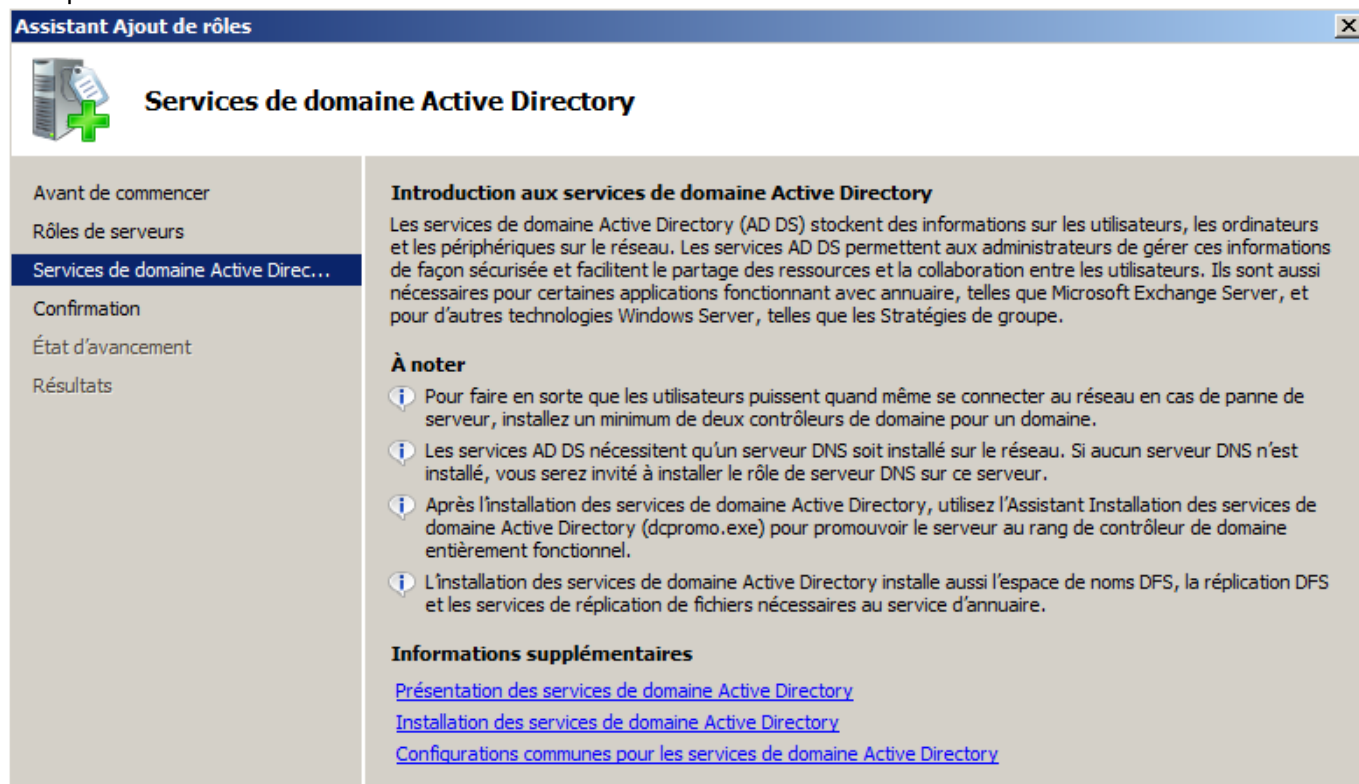 Assistant Ajout de rôles
Services de domaine Active Directory
Avant de commencer
Rôles de serveurs
Services de domaine Active Direc...
Confirmation
État d'avancement
Résultats
Introduction aux services de domaine Active Directory
Les services de domaine Active Directory (AD DS) stockent des informations sur les utilisateurs, les ordinateurs
et les périphériques sur le réseau. Les services AD DS permettent aux administrateurs de gérer ces informations
de façon sécurisée et facilitent le partage des ressources et la collaboration entre les utilisateurs. Ils sont aussi
nécessaires pour certaines applications fonctionnant avec annuaire, telles que Microsoft Exchange Server, et
pour d'autres technologies Windows Server, telles que les Stratégies de groupe.
À noter
Pour faire en sorte que les utilisateurs puissent quand même se connecter au réseau en cas de panne de
serveur, installez un minimum de deux contrôleurs de domaine pour un domaine.
Les services AD DS nécessitent qu'un serveur DNS soit installé sur le réseau. Si aucun serveur DNS n'est
installé, vous serez invité à installer le rôle de serveur DNS sur ce serveur.
Après l'installation des services de domaine Active Directory, utilisez l'Assistant Installation des services de
domaine Active Directory (dcpromo.exe) pour promouvoir le serveur au rang de contrôleur de domaine
entièrement fonctionnel.
L'installation des services de domaine Active Directory installe aussi l'espace de noms DFS, la réplication DFS
et les services de réplication de fichiers nécessaires au service d'annuaire.
Informations supplémentaires
Présentation des services de domaine Active Directory
Installation des services de domaine Active Directory
Configurations communes pour les services de domaine Active Directory